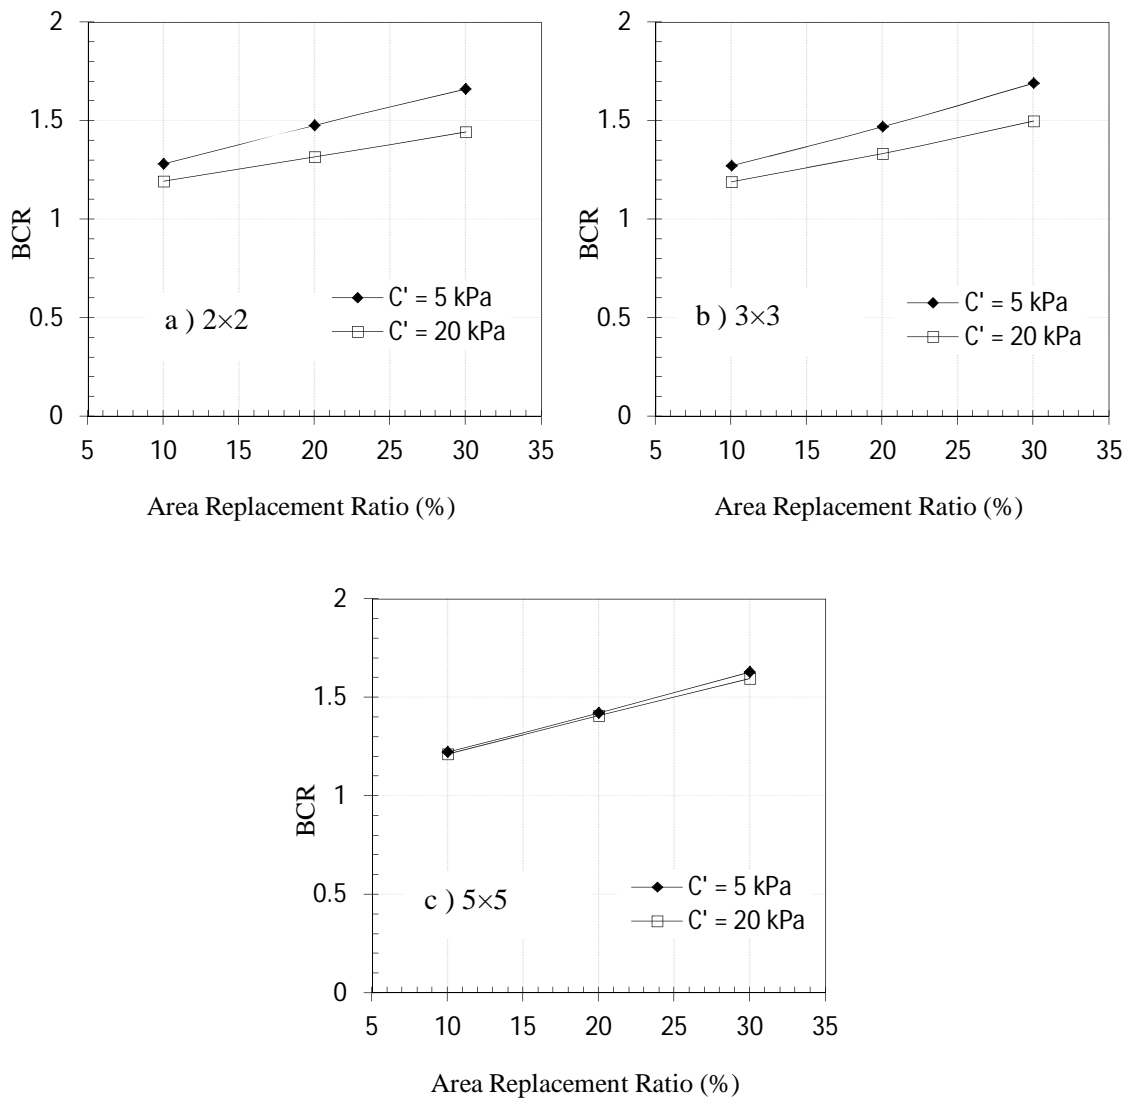 2
1.5
1
0.5
0
BCR
a ) 2×2
C' = 5 kPa
C' = 20 kPa
5 10 15 20 25 30 35
Area Replacement Ratio (%)
2
1.5
1
0.5
0
BCR
b ) 3×3
C' = 5 kPa
C' = 20 kPa
5 10 15 20 25 30 35
Area Replacement Ratio (%)
2
1.5
1
0.5
0
BCR
c ) 5×5
C' = 5 kPa
C' = 20 kPa
5 10 15 20 25 30 35
Area Replacement Ratio (%)